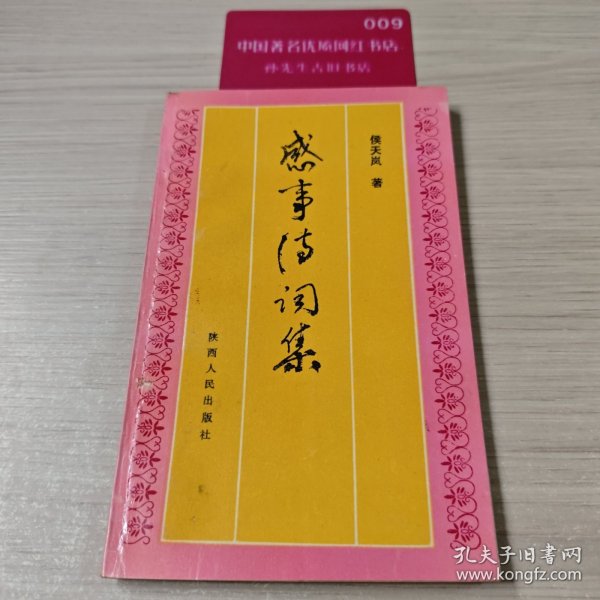 009
中国著名优质网红书店
孙先生古旧书店
侯天岚 著
感事诗词集
陕西人民出版社
孔夫子旧书网
www.kongfz.com